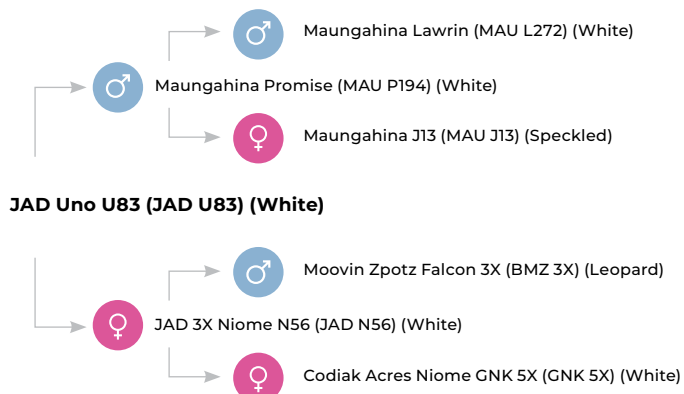 Maungahina Lawrin (MAU L272) (White)
Maungahina Promise (MAU P194) (White)
Maungahina J13 (MAU J13) (Speckled)
JAD Uno U83 (JAD U83) (White)
Moovin Zpotz Falcon 3X (BMZ 3X) (Leopard)
JAD 3X Niome N56 (JAD N56) (White)
Codiak Acres Niome GNK 5X (GNK 5X) (White)